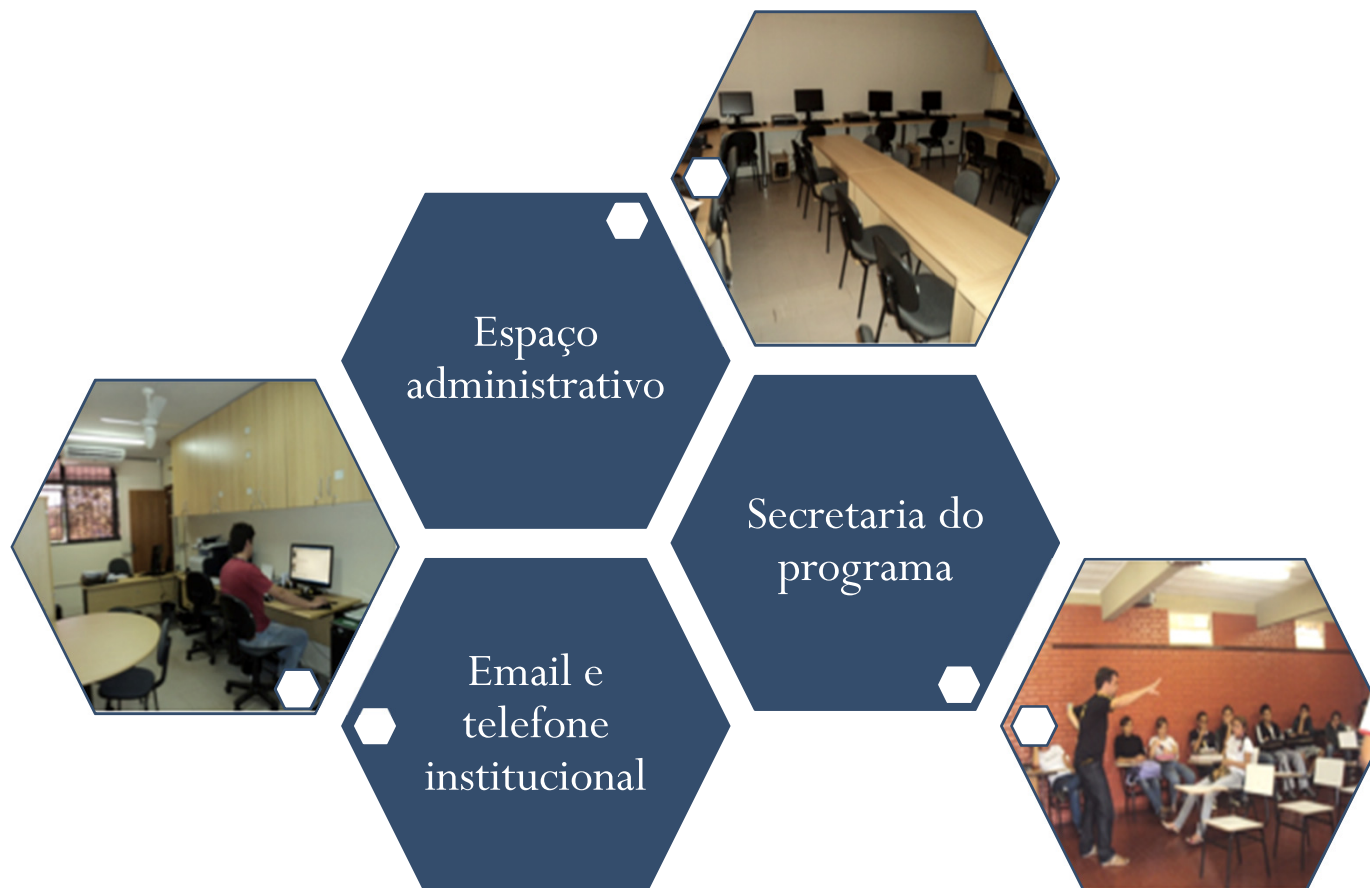 Espaço
administrativo
Secretaria do
programa
Email e
telefone
institucional